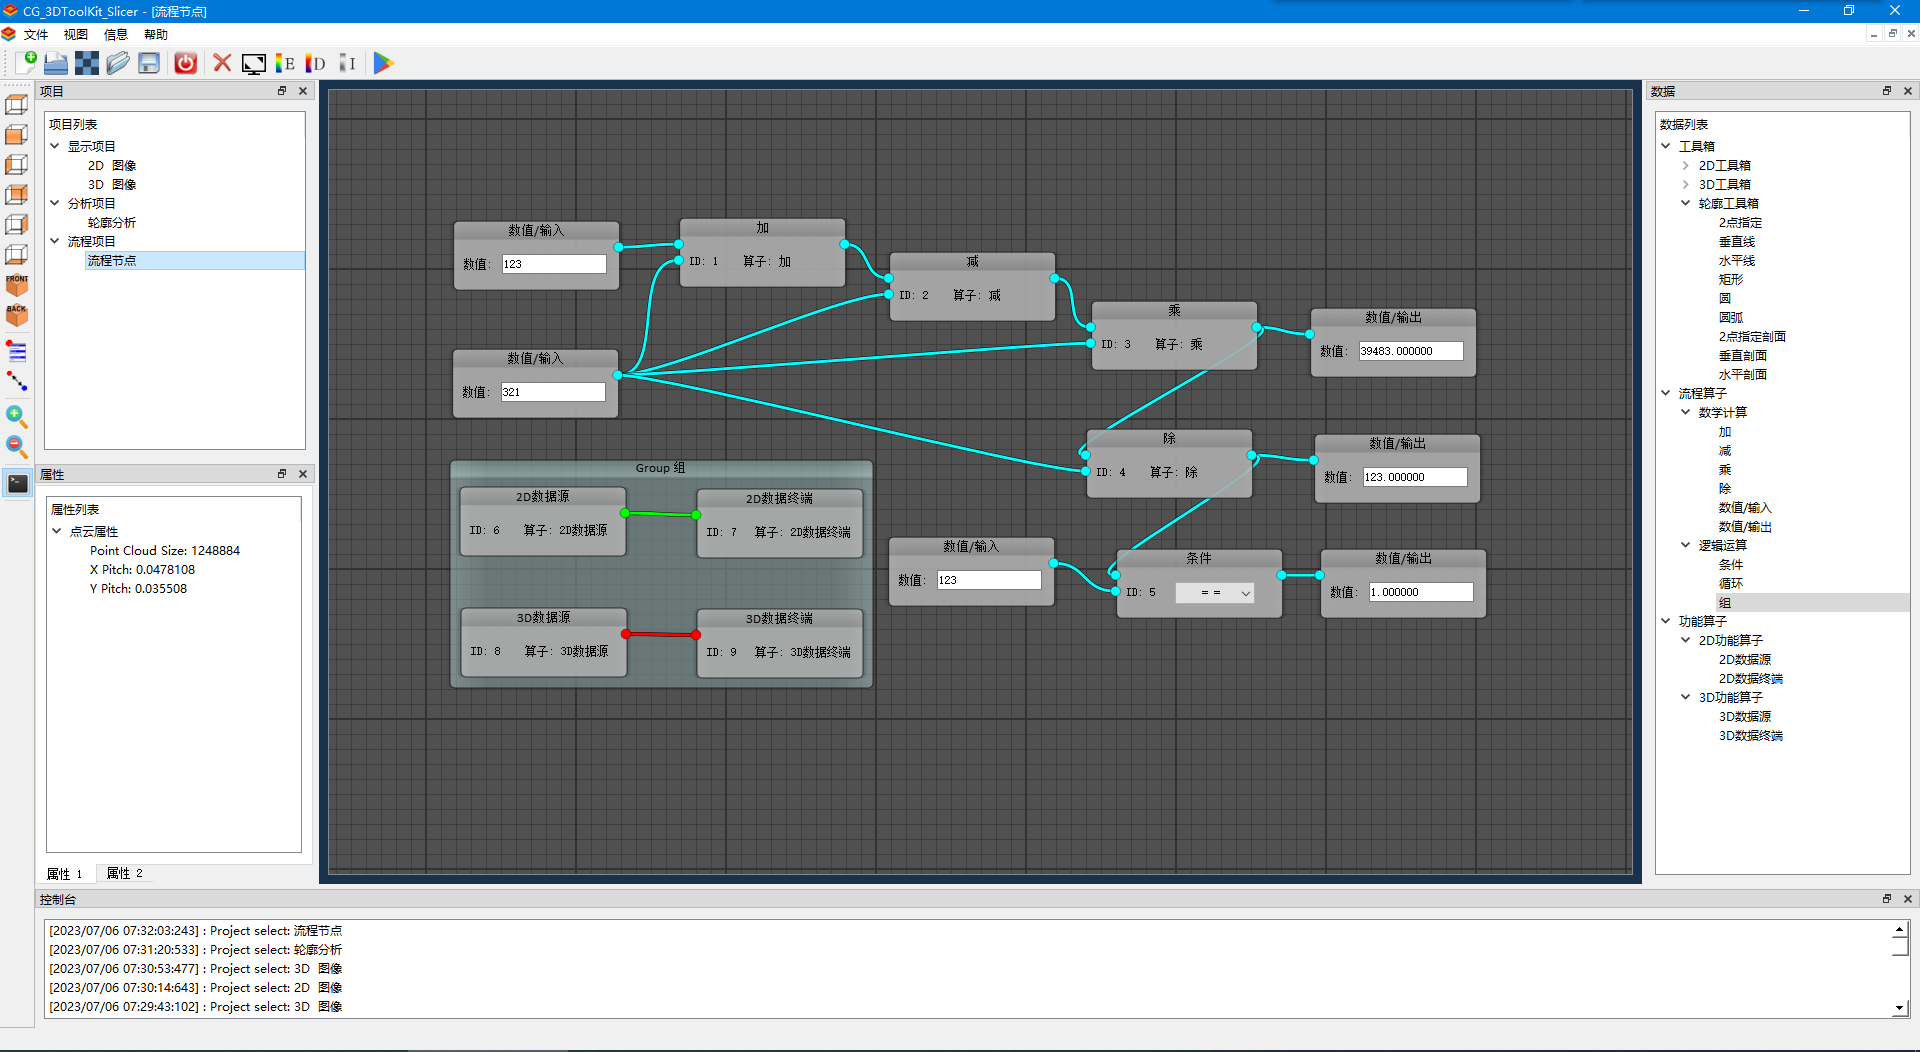 CG_3DToolKit_Slicer - [流程节点]
文件 视图 信息 帮助
E D I
项目
项目列表
显示项目
2D 图像
3D 图像
分析项目
轮廓分析
流程项目
流程节点
FRONT
BACK
属性
属性列表
点云属性
Point Cloud Size: 1248884
X Pitch: 0.0478108
Y Pitch: 0.035508
属性 1 属性 2
数值/输入
数值: 123
加
ID: 1 算子: 加
减
ID: 2 算子: 减
乘
ID: 3 算子: 乘
数值/输出
数值: 39483.000000
数值/输入
数值: 321
除
ID: 4 算子: 除
数值/输出
数值: 123.000000
Group 组
2D数据源
ID: 6 算子: 2D数据源
2D数据终端
ID: 7 算子: 2D数据终端
3D数据源
ID: 8 算子: 3D数据源
3D数据终端
ID: 9 算子: 3D数据终端
数值/输入
数值: 123
条件
ID: 5 ==
数值/输出
数值: 1.000000
数据
数据列表
工具箱
2D工具箱
3D工具箱
轮廓工具箱
2点指定
垂直线
水平线
矩形
圆
圆弧
2点指定剖面
垂直剖面
水平剖面
流程算子
数学计算
加
减
乘
除
数值/输入
数值/输出
逻辑运算
条件
循环
组
功能算子
2D功能算子
2D数据源
2D数据终端
3D功能算子
3D数据源
3D数据终端
控制台
[2023/07/06 07:32:03:243] : Project select: 流程节点
[2023/07/06 07:31:20:533] : Project select: 轮廓分析
[2023/07/06 07:30:53:477] : Project select: 3D 图像
[2023/07/06 07:30:14:643] : Project select: 2D 图像
[2023/07/06 07:29:43:102] : Project select: 3D 图像